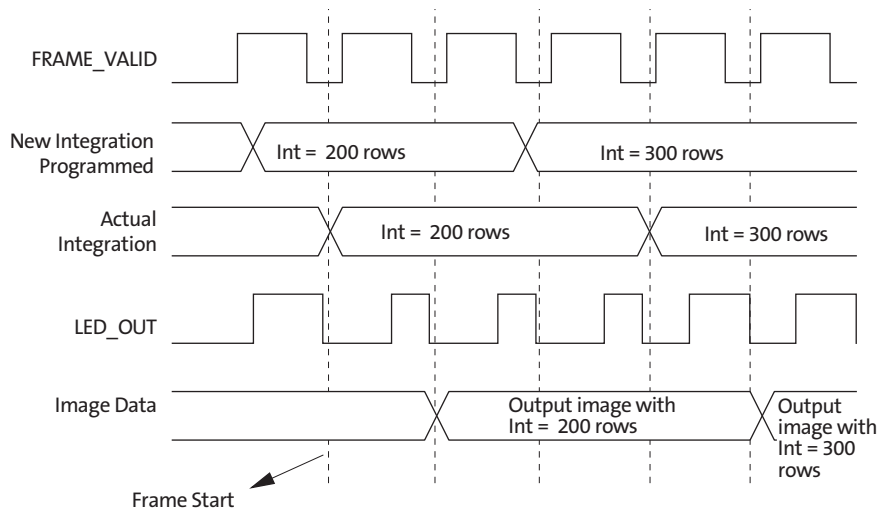 FRAME_VALID
New Integration
Programmed
Int = 200 rows
Int = 300 rows
Actual
Integration
Int = 200 rows
Int = 300 rows
LED_OUT
Image Data
Output image with
Int = 200 rows
Output
image with
Int = 300
rows
Frame Start